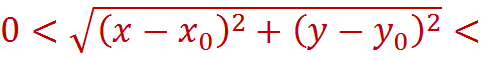 0 < √((x − x₀)² + (y − y₀)²) <